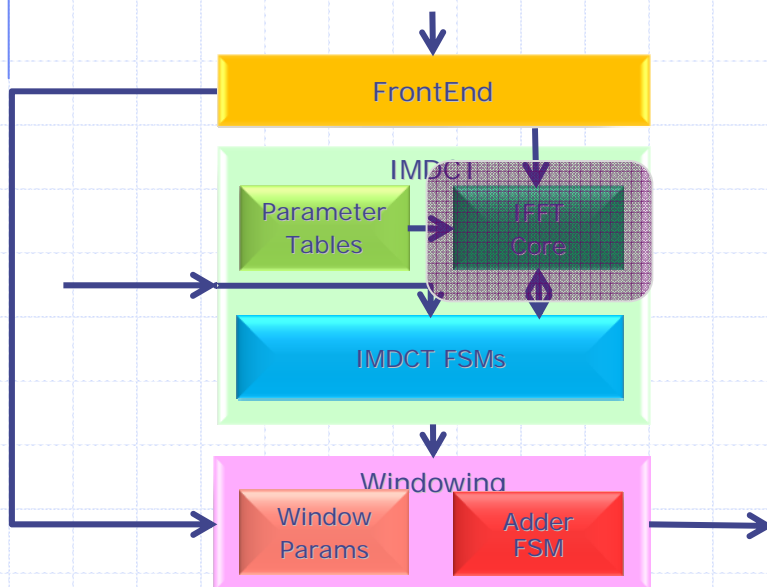 FrontEnd
IMDCT
Parameter
Tables
IFFT
Core
IMDCT FSMs
Windowing
Window
Params
Adder
FSM